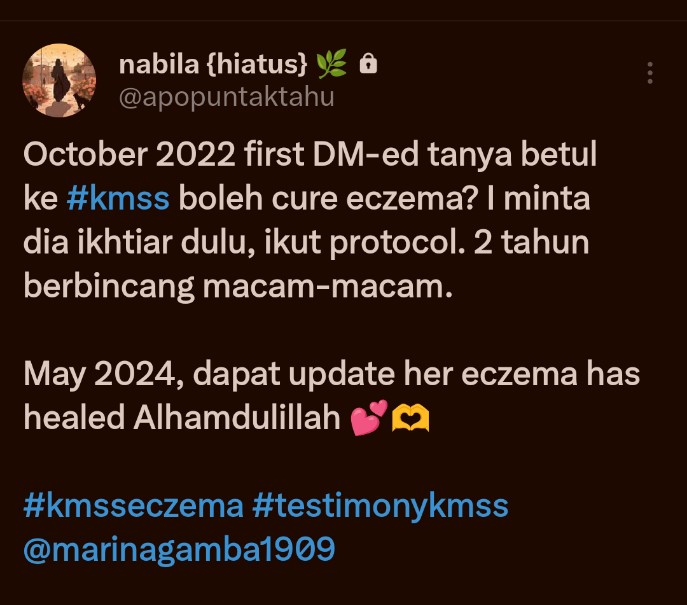 nabila {hiatus} 🌿 🔒
@apopuntaktahu
October 2022 first DM-ed tanya betul
ke #kmss boleh cure eczema? I minta
dia ikhtiar dulu, ikut protocol. 2 tahun
berbincang macam-macam.
May 2024, dapat update her eczema has
healed Alhamdulillah 💕🫶
#kmsseczema #testimonykmss
@marinagamba1909